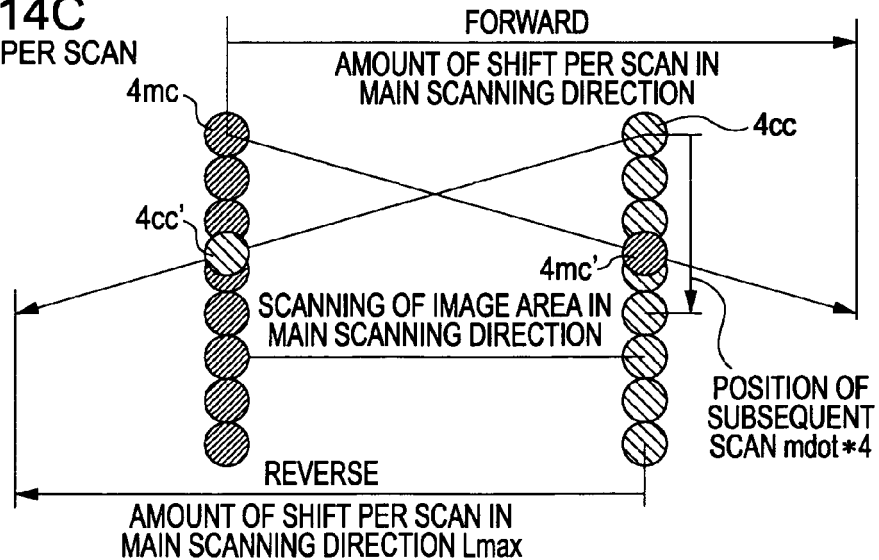 14C
PER SCAN
FORWARD
AMOUNT OF SHIFT PER SCAN IN
MAIN SCANNING DIRECTION
4mc
4cc
4cc'
4mc'
SCANNING OF IMAGE AREA IN
MAIN SCANNING DIRECTION
POSITION OF
SUBSEQUENT
SCAN mdot*4
REVERSE
AMOUNT OF SHIFT PER SCAN IN
MAIN SCANNING DIRECTION Lmax